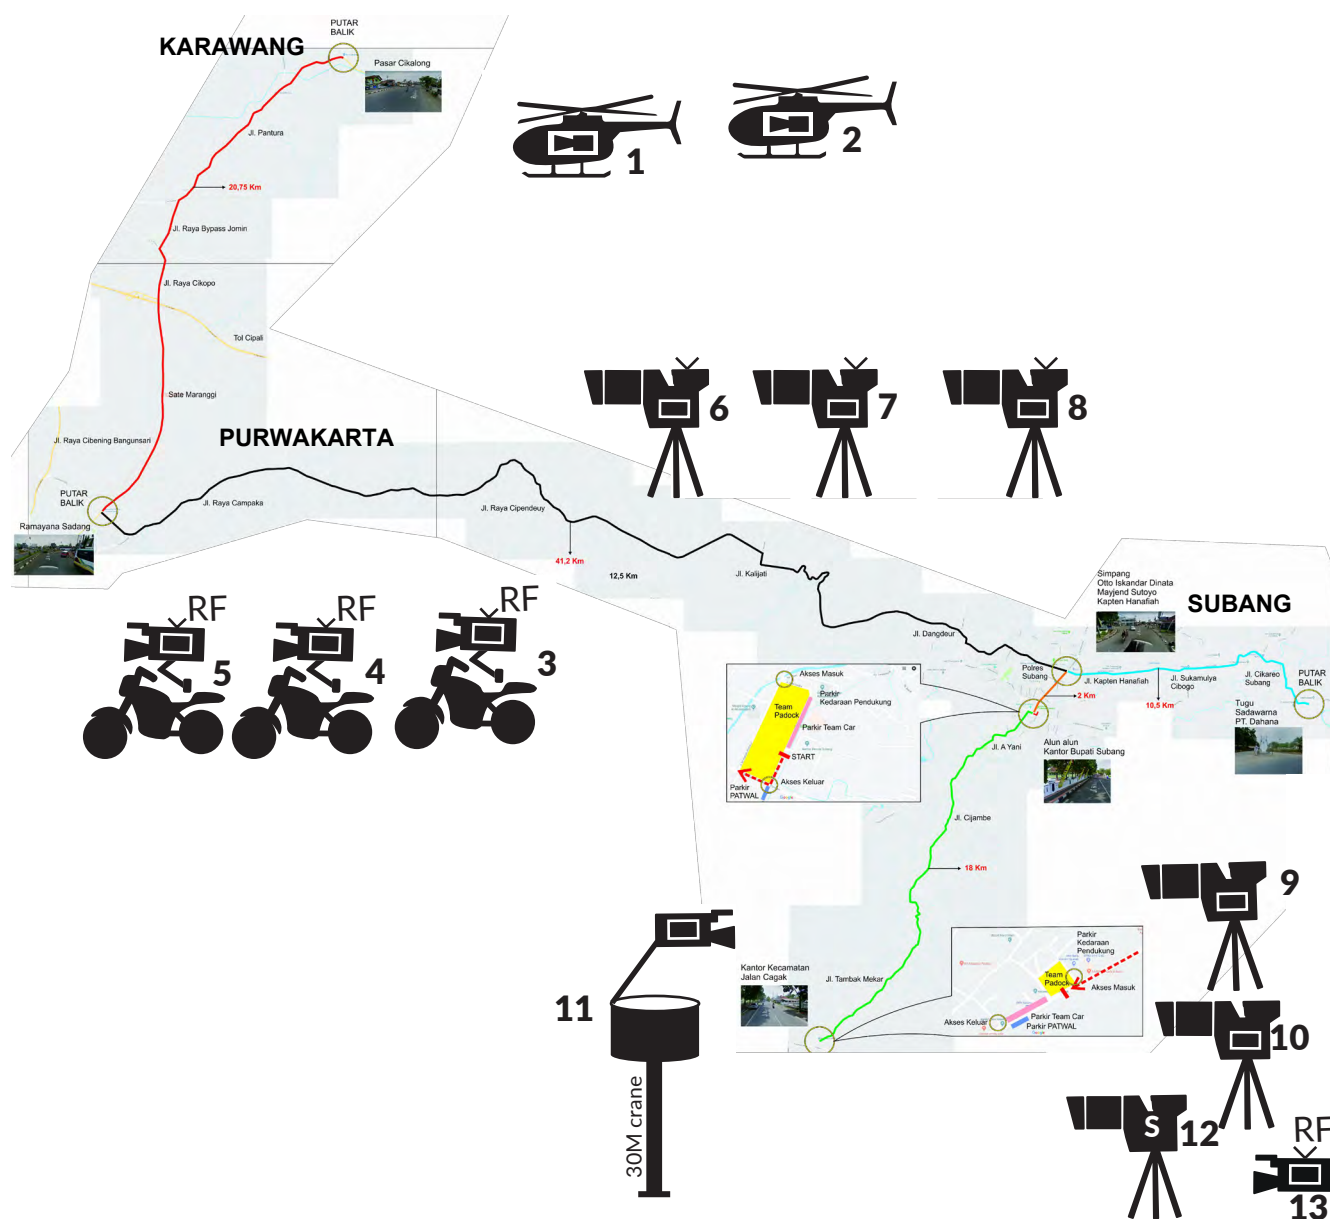 PUTAR
BALIK
KARAWANG
Pasar Cikalong
Jl. Pantura
1
2
20,75 Km
Jl. Raya Bypass Jomin
Jl. Raya Cikopo
Tol Cipali
Sate Maranggi
6
7
8
Jl. Raya Cibening Bangunsari
PURWAKARTA
PUTAR
BALIK
Jl. Raya Campaka
Jl. Raya Cipendeuy
Ramayana Sadang
41,2 Km
12,5 Km
Jl. Kalijati
Simpang
Otto Iskandar Dinata
Mayjend Sutoyo
Kapten Hanafiah
SUBANG
RF
RF
RF
5
4
3
Jl. Dangdeur
Polres
Subang
Jl. Kapten Hanafiah
Jl. Sukamulya
Cibogo
Jl. Cikareo
Subang
PUTAR
BALIK
2 Km
10,5 Km
Tugu
Sadawarna
PT. Dahana
Akses Masuk
Parkir
Kedaraan Pendukung
Team
Padock
Parkir Team Car
START
Akses Keluar
Parkir
PATWAL
Jl. A Yani
Alun alun
Kantor Bupati Subang
Jl. Cijambe
18 Km
9
Parkir
Kedaraan
Pendukung
Kantor Kecamatan
Jalan Cagak
Jl. Tambak Mekar
Team
Padock
Akses Masuk
Akses Keluar
Parkir Team Car
Parkir PATWAL
11
10
30M crane
S
12
RF
13